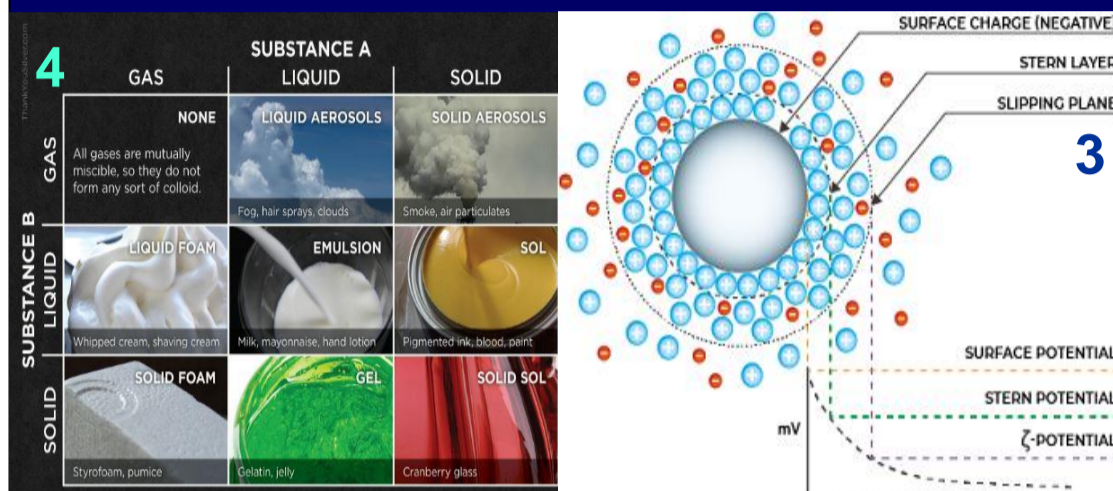 ThankYouSilver.com
4
SUBSTANCE A
GAS
LIQUID
SOLID
SUBSTANCE B
GAS
NONE
All gases are mutually
miscible, so they do not
form any sort of colloid.
LIQUID AEROSOLS
Fog, hair sprays, clouds
SOLID AEROSOLS
Smoke, air particulates
LIQUID
LIQUID FOAM
Whipped cream, shaving cream
EMULSION
Milk, mayonnaise, hand lotion
SOL
Pigmented ink, blood, paint
SOLID
SOLID FOAM
Styrofoam, pumice
GEL
Gelatin, jelly
SOLID SOL
Cranberry glass
SURFACE CHARGE (NEGATIVE
STERN LAYER
SLIPPING PLANE
3
SURFACE POTENTIAL
STERN POTENTIAL
ζ-POTENTIAL
mV